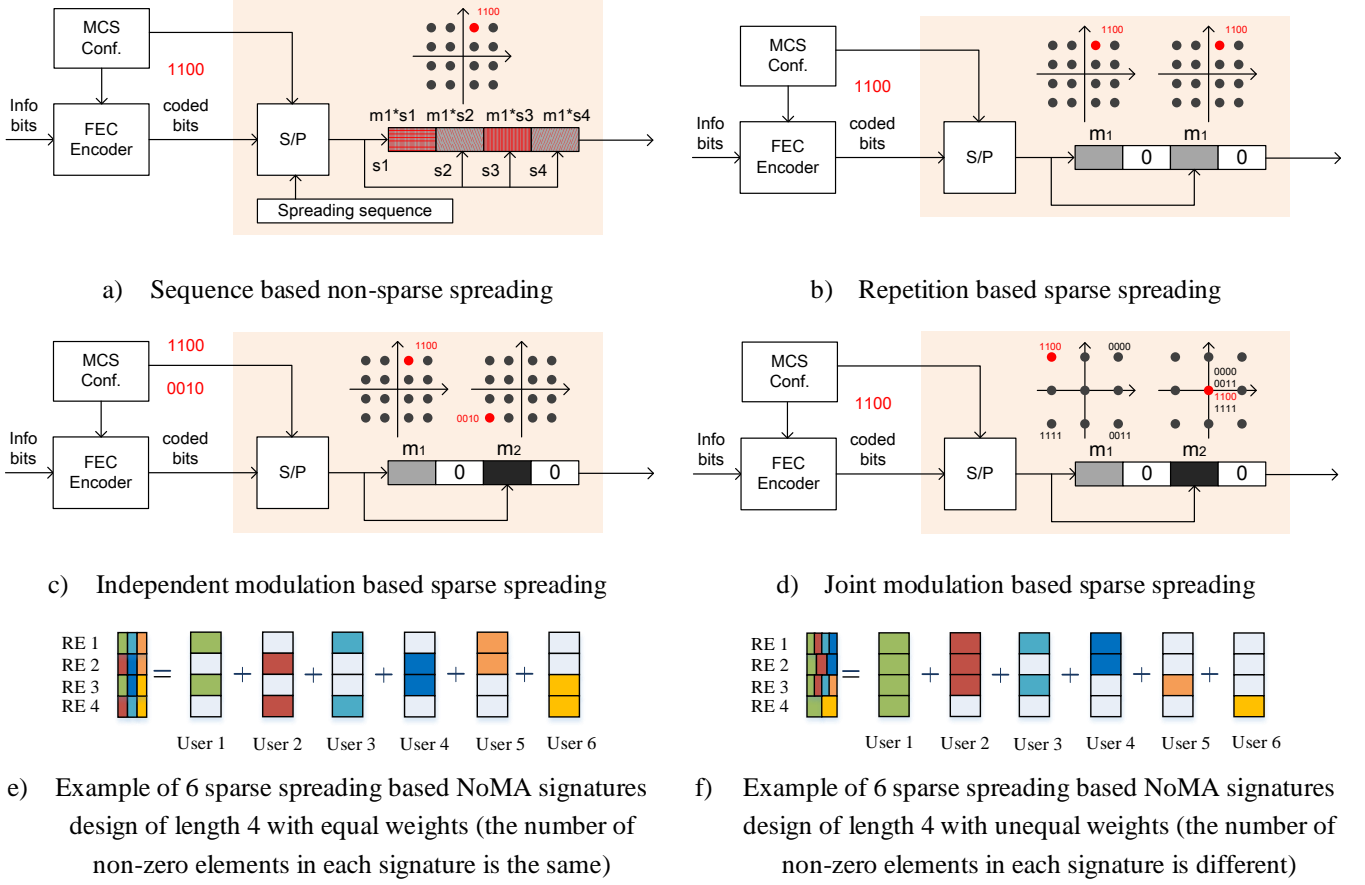 1100
MCS
Conf.
1100
Info
bits
coded
bits
FEC
Encoder
S/P
m1*s1 m1*s2 m1*s3 m1*s4
s1 s2 s3 s4
Spreading sequence
a) Sequence based non-sparse spreading
1100 1100
MCS
Conf.
1100
Info
bits
coded
bits
FEC
Encoder
S/P
m1 m1
0 0
b) Repetition based sparse spreading
MCS
Conf.
1100
0010
1100
0010
Info
bits
coded
bits
FEC
Encoder
S/P
m1 m2
0 0
c) Independent modulation based sparse spreading
MCS
Conf.
1100
1100 0000
1111 0011
0000
0011
1100
1111
Info
bits
coded
bits
FEC
Encoder
S/P
m1 m2
0 0
d) Joint modulation based sparse spreading
RE 1
RE 2
RE 3
RE 4
= + + + + +
User 1 User 2 User 3 User 4 User 5 User 6
e) Example of 6 sparse spreading based NoMA signatures
design of length 4 with equal weights (the number of
non-zero elements in each signature is the same)
RE 1
RE 2
RE 3
RE 4
= + + + + +
User 1 User 2 User 3 User 4 User 5 User 6
f) Example of 6 sparse spreading based NoMA signatures
design of length 4 with unequal weights (the number of
non-zero elements in each signature is different)